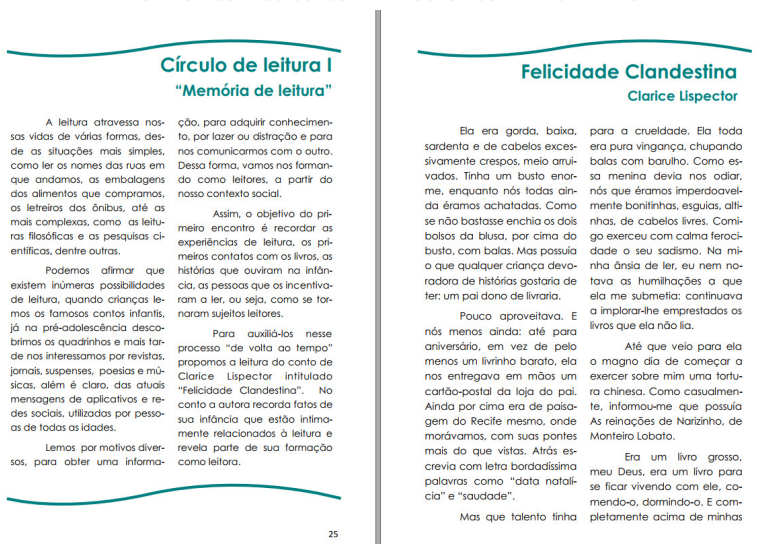 Círculo de leitura I
“Memória de leitura”
A leitura atravessa nos-
sas vidas de várias formas, des-
de as situações mais simples,
como ler os nomes das ruas em
que andamos, as embalagens
dos alimentos que compramos,
os letreiros dos ônibus, até as
mais complexas, como as leitu-
ras filosóficas e as pesquisas ci-
entíficas, dentre outras.
Podemos afirmar que
existem inúmeras possibilidades
de leitura, quando crianças le-
mos os famosos contos infantis,
já na pré-adolescência desco-
brimos os quadrinhos e mais tar-
de nos interessamos por revistas,
jornais, suspenses, poesias e mú-
sicas, além é claro, das atuais
mensagens de aplicativos e re-
des sociais, utilizadas por pesso-
as de todas as idades.
Lemos por motivos diver-
sos, para obter uma informa-
ção, para adquirir conhecimen-
to, por lazer ou distração e para
nos comunicarmos com o outro.
Dessa forma, vamos nos forman-
do como leitores, a partir do
nosso contexto social.
Assim, o objetivo do pri-
meiro encontro é recordar as
experiências de leitura, os pri-
meiros contatos com os livros, as
histórias que ouviram na infân-
cia, as pessoas que os incentiva-
ram a ler, ou seja, como se tor-
naram sujeitos leitores.
Para auxiliá-los nesse
processo “de volta ao tempo”
propomos a leitura do conto de
Clarice Lispector intitulado
“Felicidade Clandestina”. No
conto a autora recorda fatos de
sua infância que estão intima-
mente relacionados à leitura e
revela parte de sua formação
como leitora.
25
Felicidade Clandestina
Clarice Lispector
Ela era gorda, baixa,
sardenta e de cabelos exces-
sivamente crespos, meio arrui-
vados. Tinha um busto enor-
me, enquanto nós todas ain-
da éramos achatadas. Como
se não bastasse enchia os dois
bolsos da blusa, por cima do
busto, com balas. Mas possuía
o que qualquer criança devo-
radora de histórias gostaria de
ter: um pai dono de livraria.
Pouco aproveitava. E
nós menos ainda: até para
aniversário, em vez de pelo
menos um livrinho barato, ela
nos entregava em mãos um
cartão-postal da loja do pai.
Ainda por cima era de paisa-
gem do Recife mesmo, onde
morávamos, com suas pontes
mais do que vistas. Atrás es-
crevia com letra bordadíssima
palavras como “data natalí-
cia” e “saudade”.
Mas que talento tinha
para a crueldade. Ela toda
era pura vingança, chupando
balas com barulho. Como es-
sa menina devia nos odiar,
nós que éramos imperdoavel-
mente bonitinhas, esguias, alti-
nhas, de cabelos livres. Comi-
go exerceu com calma feroci-
dade o seu sadismo. Na mi-
nha ânsia de ler, eu nem no-
tava as humilhações a que
ela me submetia: continuava
a implorar-lhe emprestados os
livros que ela não lia.
Até que veio para ela
o magno dia de começar a
exercer sobre mim uma tortu-
ra chinesa. Como casualmen-
te, informou-me que possuía
As reinações de Narizinho, de
Monteiro Lobato.
Era um livro grosso,
meu Deus, era um livro para
se ficar vivendo com ele, co-
mendo-o, dormindo-o. E com-
pletamente acima de minhas